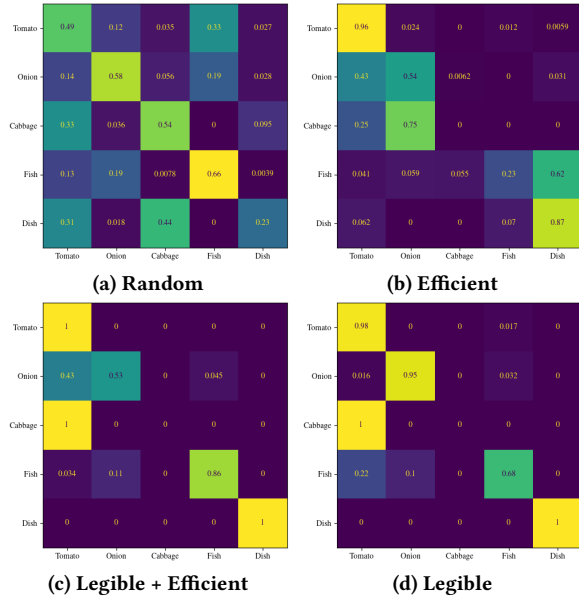 Tomato 0.49 0.12 0.035 0.33 0.027
Onion 0.14 0.58 0.056 0.19 0.028
Cabbage 0.33 0.036 0.54 0 0.095
Fish 0.13 0.19 0.0078 0.66 0.0039
Dish 0.31 0.018 0.44 0 0.23
Tomato Onion Cabbage Fish Dish
(a) Random
0.96 0.024 0 0.012 0.0059
0.43 0.54 0.0062 0 0.031
0.25 0.75 0 0 0
0.041 0.059 0.055 0.23 0.62
0.062 0 0 0.07 0.87
Tomato Onion Cabbage Fish Dish
(b) Efficient
Tomato 1 0 0 0 0
Onion 0.43 0.53 0 0.045 0
Cabbage 1 0 0 0 0
Fish 0.034 0.11 0 0.86 0
Dish 0 0 0 0 1
Tomato Onion Cabbage Fish Dish
(c) Legible + Efficient
0.98 0 0 0.017 0
0.016 0.95 0 0.032 0
1 0 0 0 0
0.22 0.1 0 0.68 0
0 0 0 0 1
Tomato Onion Cabbage Fish Dish
(d) Legible